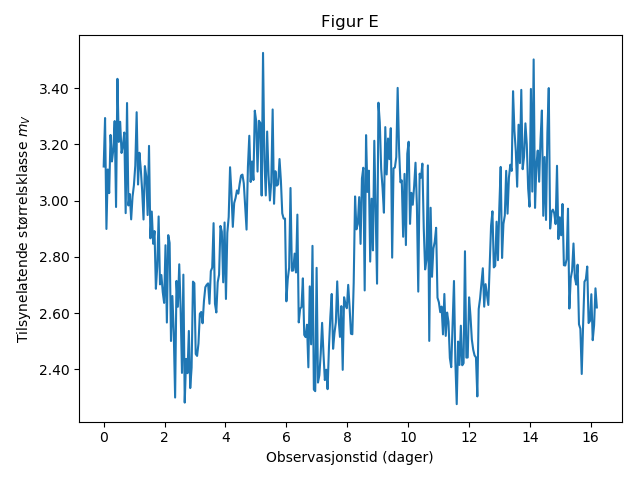 Figur E
Tilsynelatende størrelsklasse $m_V$
3.40
3.20
3.00
2.80
2.60
2.40
0 2 4 6 8 10 12 14 16
Observasjonstid (dager)